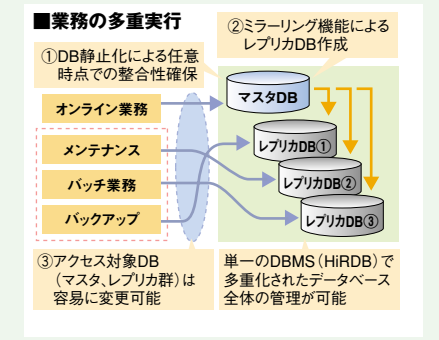 ■業務の多重実行
①DB静止化による任意
時点での整合性確保
②ミラーリング機能による
レプリカDB作成
オンライン業務
メンテナンス
バッチ業務
バックアップ
マスタDB
レプリカDB①
レプリカDB②
レプリカDB③
③アクセス対象DB
（マスタ、レプリカ群）は
容易に変更可能
単一のDBMS（HiRDB）で
多重化されたデータベース
全体の管理が可能